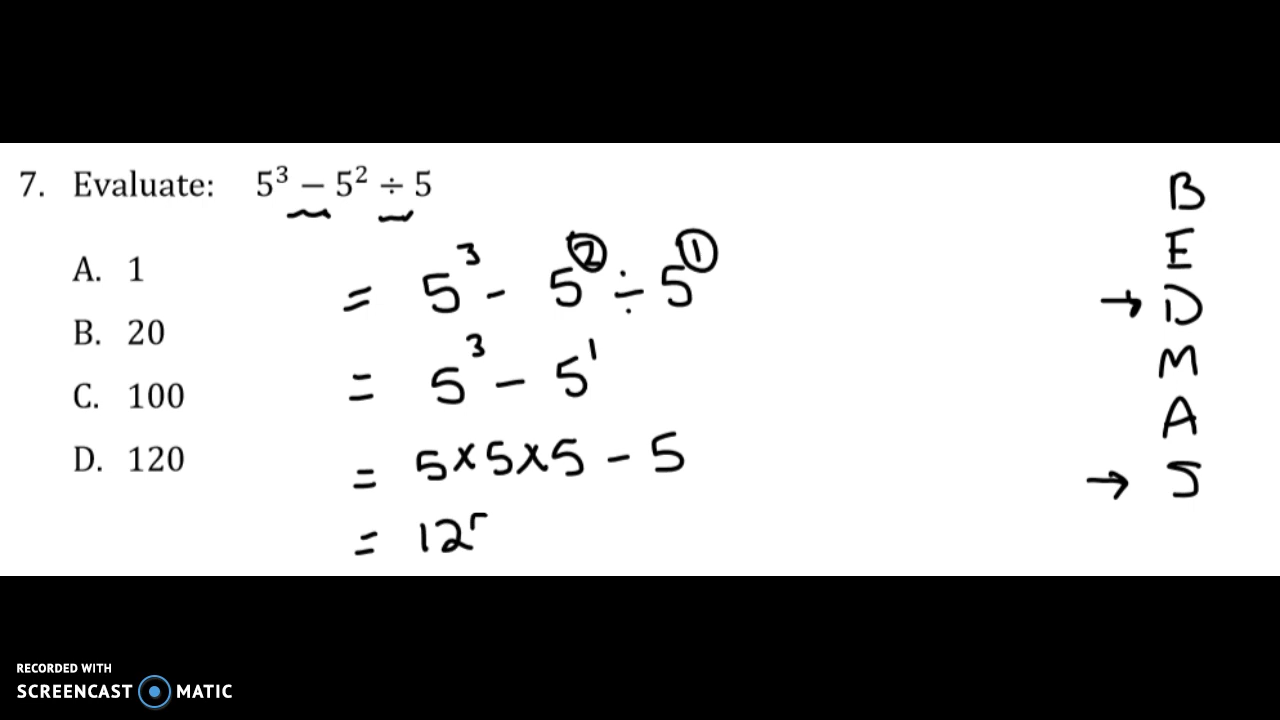 7. Evaluate: 5³ − 5² ÷ 5
A. 1
B. 20
C. 100
D. 120
= 5³ - 5² ÷ 5¹
= 5³ - 5¹
= 5×5×5 - 5
= 12
B
E
→ D
M
A
→ S
RECORDED WITH
SCREENCAST MATIC